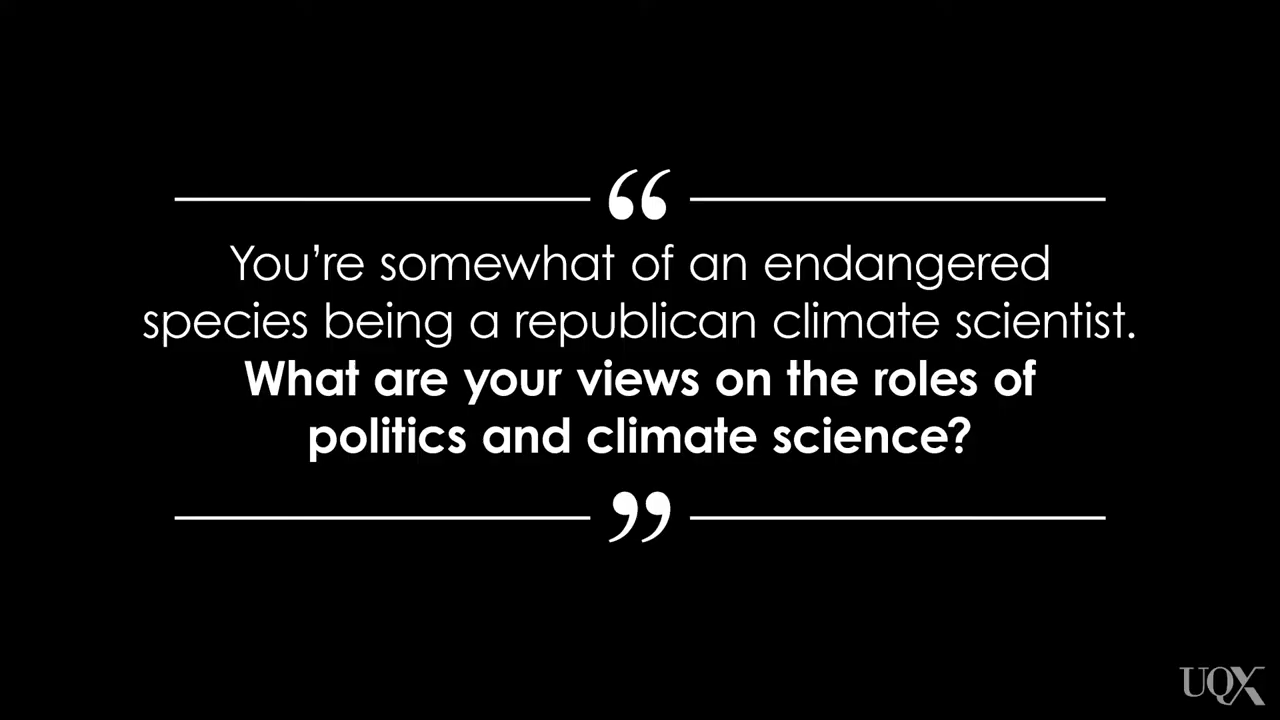 “
You’re somewhat of an endangered
species being a republican climate scientist.
What are your views on the roles of
politics and climate science?
”
UQX